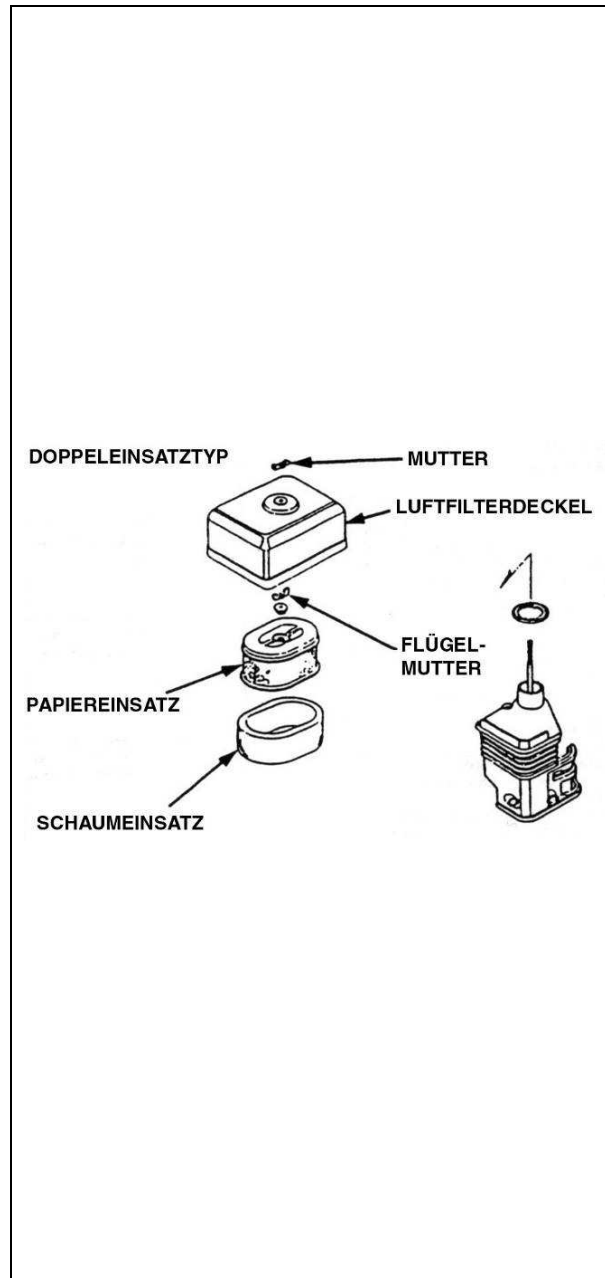 DOPPELEINSATZTYP
MUTTER
LUFTFILTERDECKEL
FLÜGEL-
MUTTER
PAPIEREINSATZ
SCHAUMEINSATZ